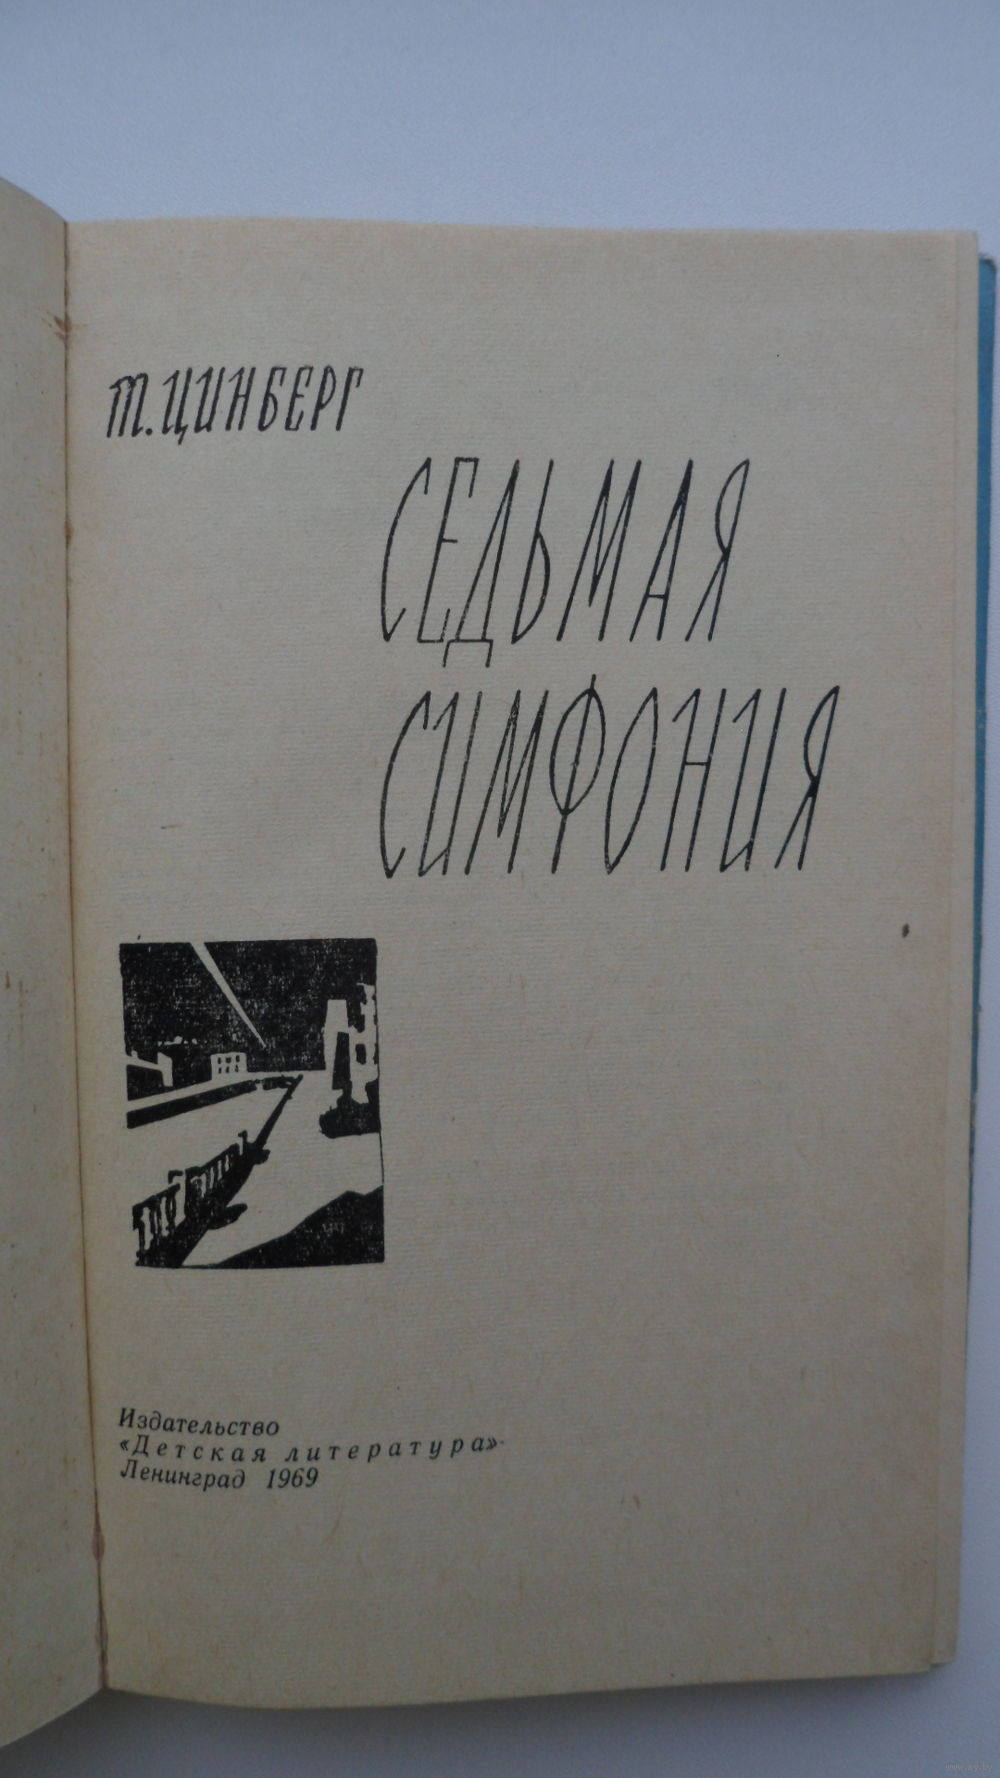 Т. ЦИНБЕРГ
СЕДЬМАЯ
СИМФОНИЯ
Издательство
«Детская литература»
Ленинград 1969